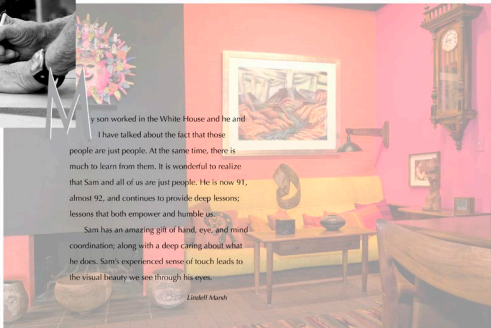 My son worked in the White House and he and
I have talked about the fact that those
people are just people. At the same time, there is
much to learn from them. It is wonderful to realize
that Sam and all of us are just people. He is now 91,
almost 92, and continues to provide deep lessons;
lessons that both empower and humble us.
Sam has an amazing gift of hand, eye, and mind
coordination; along with a deep caring about what
he does. Sam's experienced sense of touch leads to
the visual beauty we see through his eyes.
Lindell Marsh